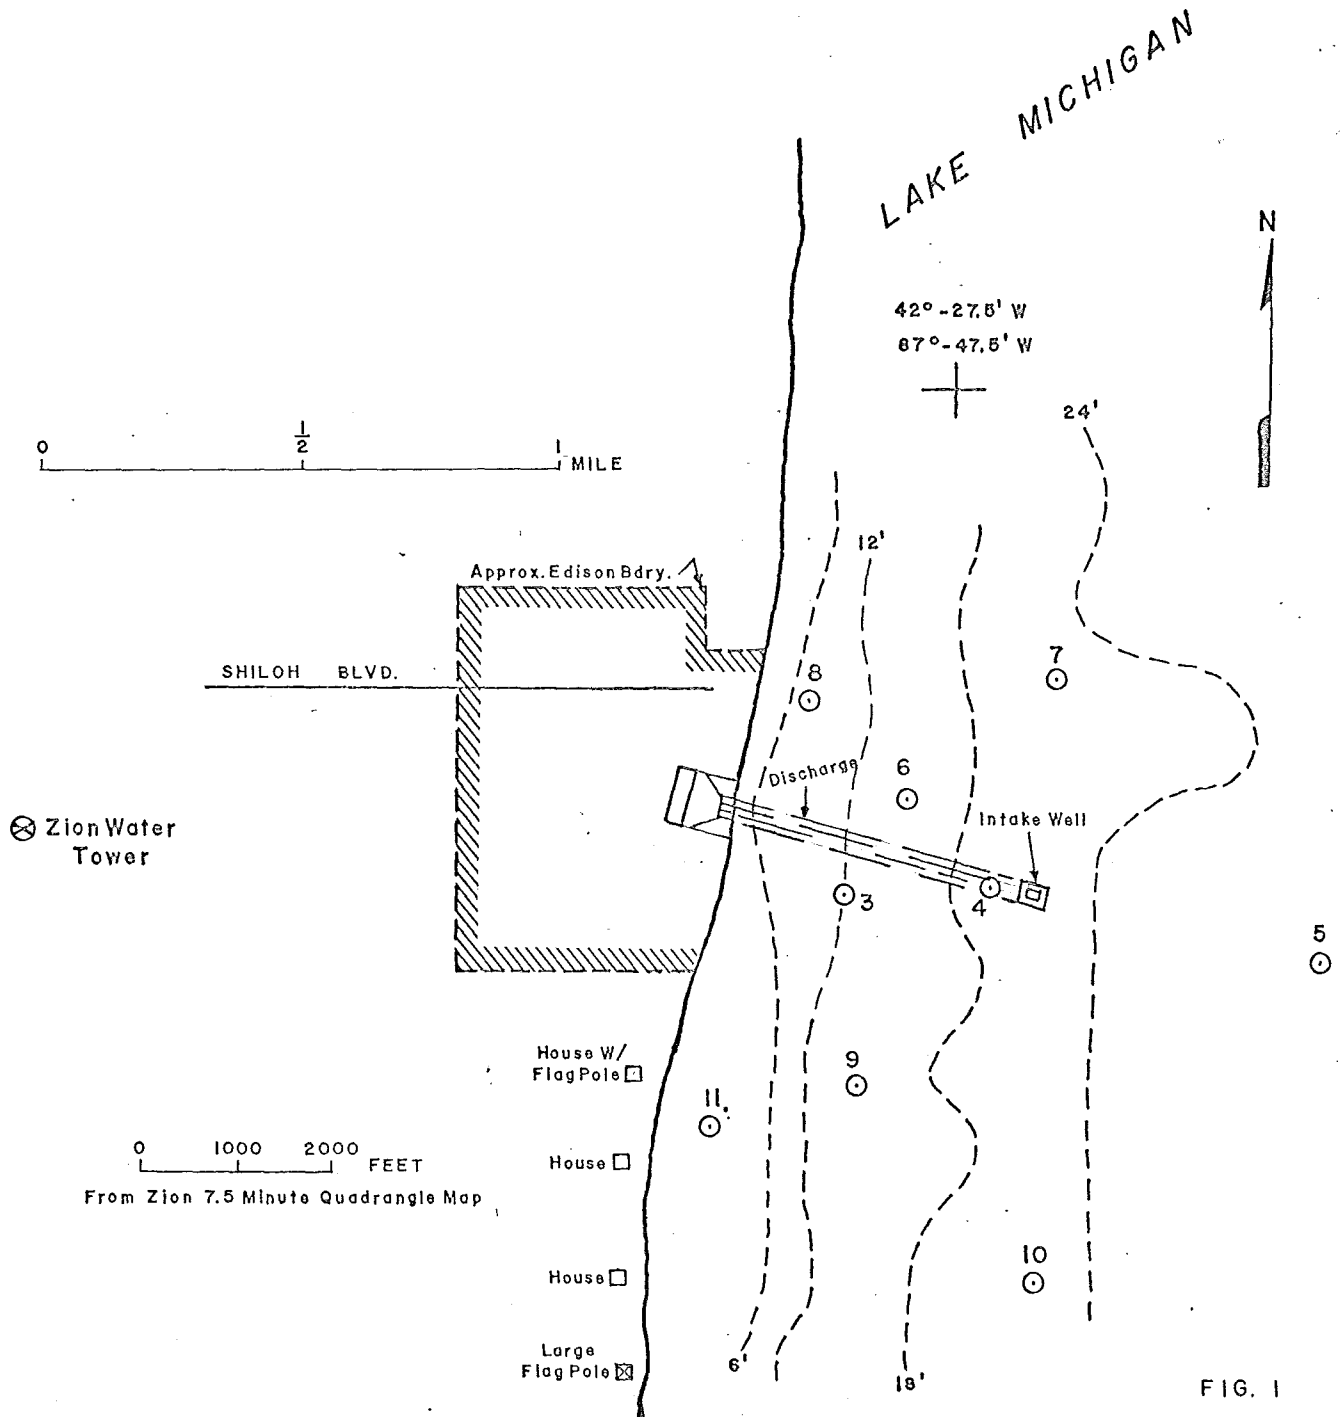 LAKE MICHIGAN
N
42° - 27.5' W
87° - 47.5' W
24'
0 1/2 1 MILE
12'
Approx. Edison Bdry.
SHILOH BLVD.
7
8
6
Discharge
Intake Well
Zion Water
Tower
3
4
5
House W/
Flag Pole
9
11
0 1000 2000 FEET
From Zion 7.5 Minute Quadrangle Map
House
House
10
Large
Flag Pole
6'
18'
FIG. 1